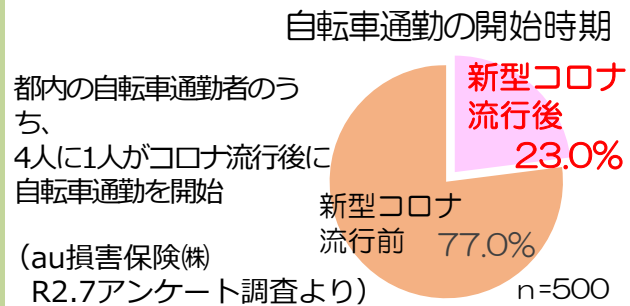 自転車通勤の開始時期
都内の自転車通勤者のう
ち、
4人に1人がコロナ流行後に
自転車通勤を開始
（au損害保険㈱
R2.7アンケート調査より）
新型コロナ
流行後
23.0%
新型コロナ
流行前 77.0%
n=500